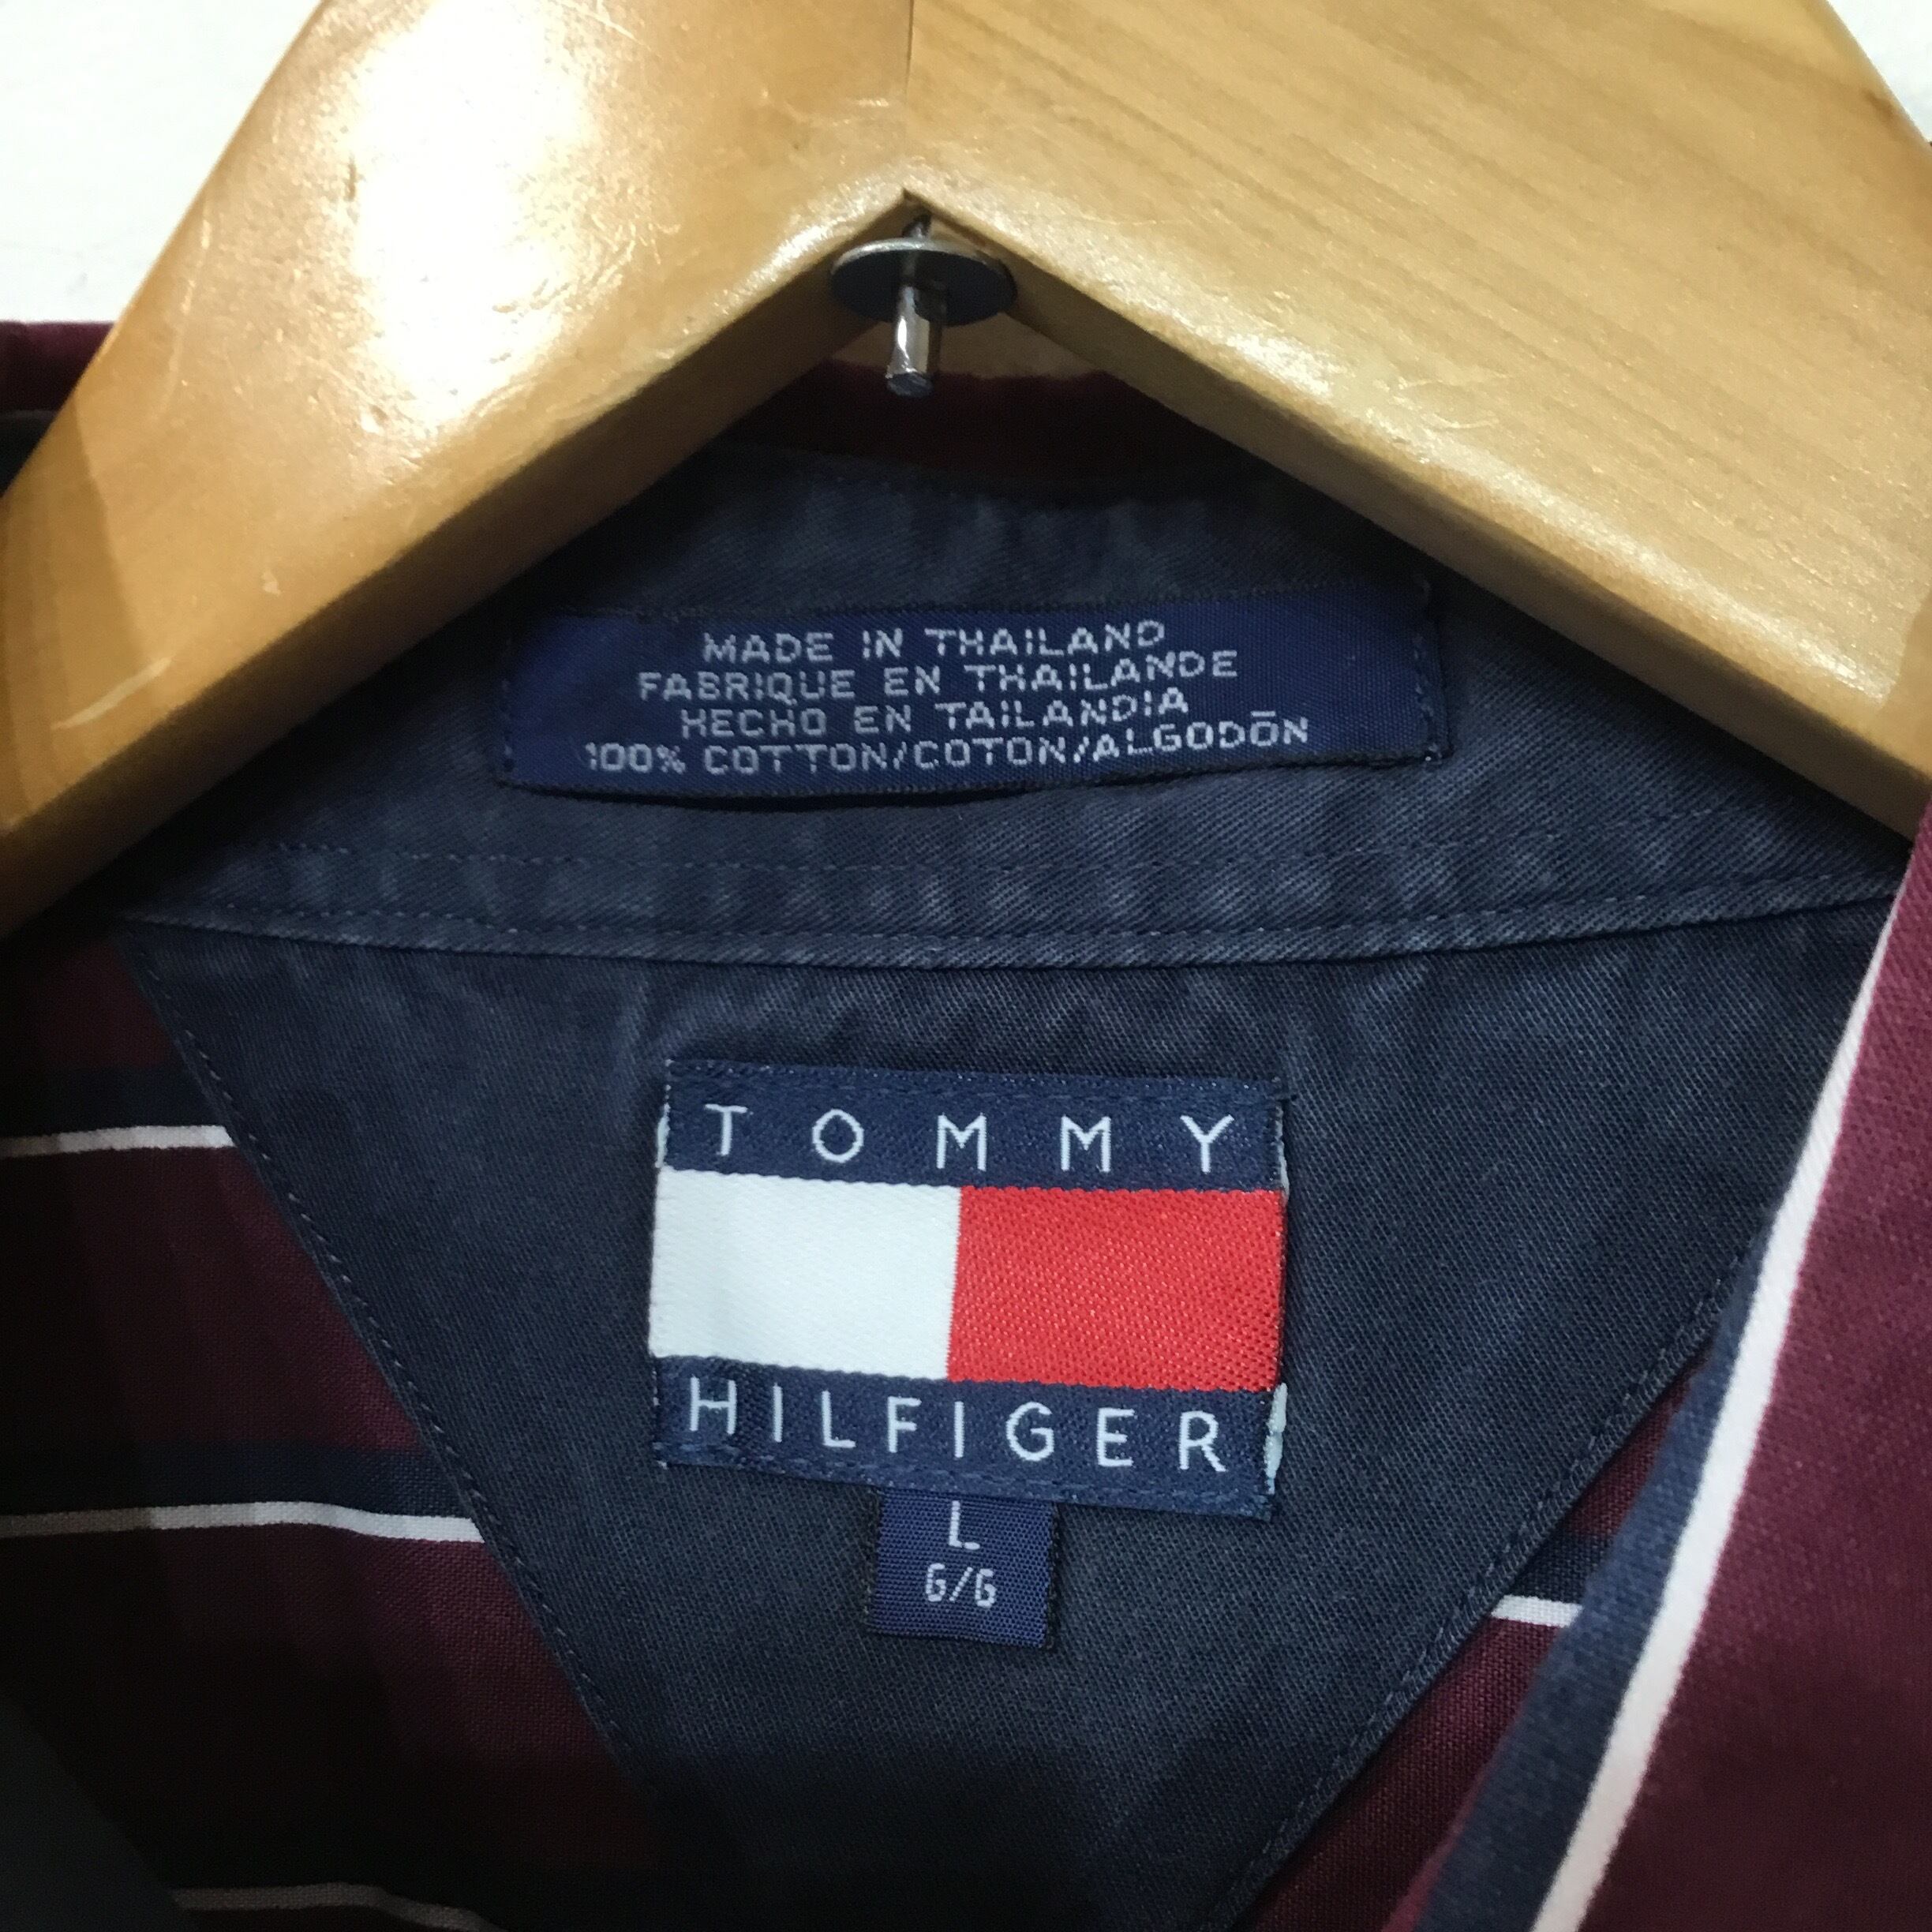 MADE IN THAILAND
FABRIQUE EN THAILANDE
HECHO EN TAILANDIA
100% COTTON/COTON/ALGODŌN
TOMMY
HILFIGER
L
G/G